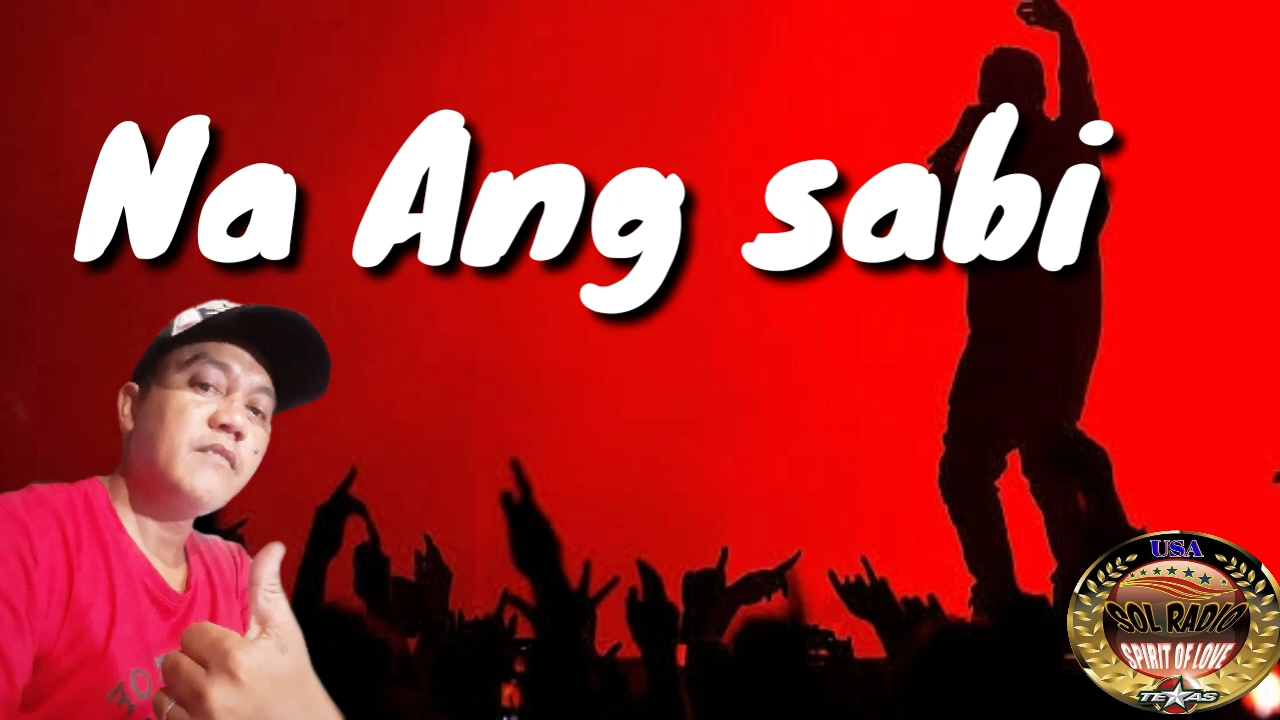 Na Ang sabi
USA
SOL RADIO
SPIRIT OF LOVE
TEXAS